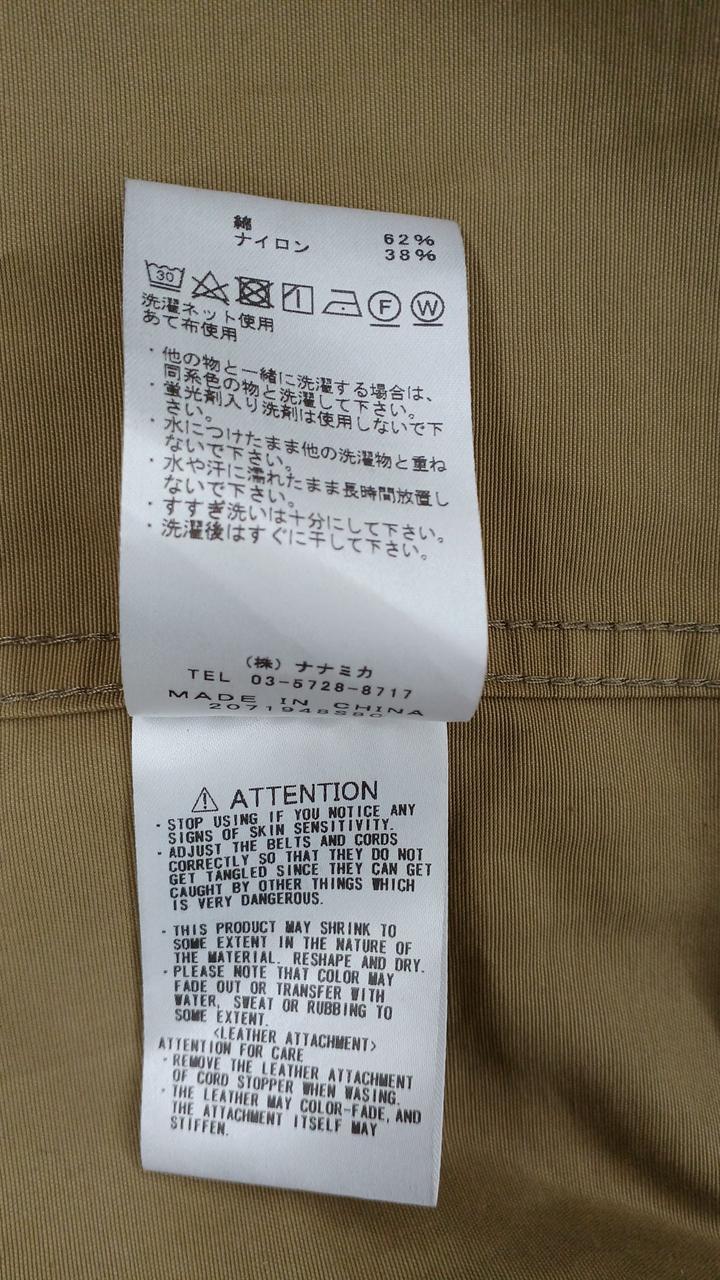 綿 62%
ナイロン 38%
30 F W
洗濯ネット使用
あて布使用
・他の物と一緒に洗濯する場合は、
同系色の物と洗濯して下さい。
・蛍光剤入り洗剤は使用しないで下
さい。
・水につけたまま他の洗濯物と重ね
ないで下さい。
・水や汗に濡れたまま長時間放置し
ないで下さい。
・すすぎ洗いは十分にして下さい。
・洗濯後はすぐに干して下さい。
(株) ナナミカ
TEL 03-5728-8717
MADE IN CHINA
⚠ ATTENTION
・STOP USING IF YOU NOTICE ANY
SIGNS OF SKIN SENSITIVITY.
・ADJUST THE BELTS AND CORDS
CORRECTLY SO THAT THEY DO NOT
GET TANGLED SINCE THEY CAN GET
CAUGHT BY OTHER THINGS WHICH
IS VERY DANGEROUS.
・THIS PRODUCT MAY SHRINK TO
SOME EXTENT IN THE NATURE OF
THE MATERIAL. RESHAPE AND DRY.
・PLEASE NOTE THAT COLOR MAY
FADE OUT OR TRANSFER WITH
WATER, SWEAT OR RUBBING TO
SOME EXTENT.
<LEATHER ATTACHMENT>
ATTENTION FOR CARE
・REMOVE THE LEATHER ATTACHMENT
OF CORD STOPPER WHEN WASING.
・THE LEATHER MAY COLOR-FADE, AND
THE ATTACHMENT ITSELF MAY
STIFFEN.